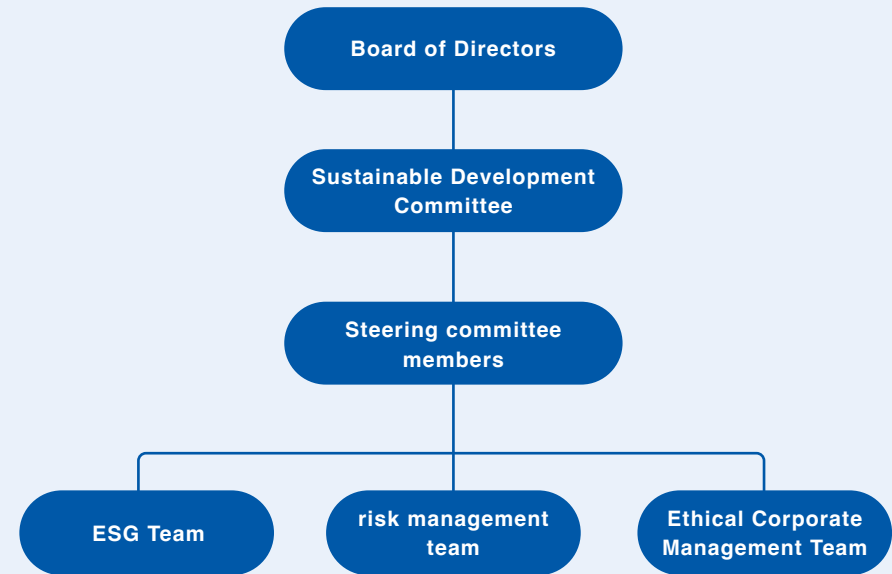 Board of Directors
Sustainable Development
Committee
Steering committee
members
ESG Team
risk management
team
Ethical Corporate
Management Team